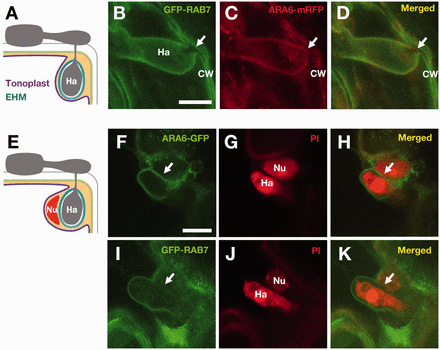 A
Ha
Tonoplast
EHM
B
GFP-RAB7
Ha
CW
C
ARA6-mRFP
CW
D
Merged
CW
E
Nu
Ha
F
ARA6-GFP
G
PI
Nu
Ha
H
Merged
I
GFP-RAB7
J
PI
Nu
Ha
K
Merged